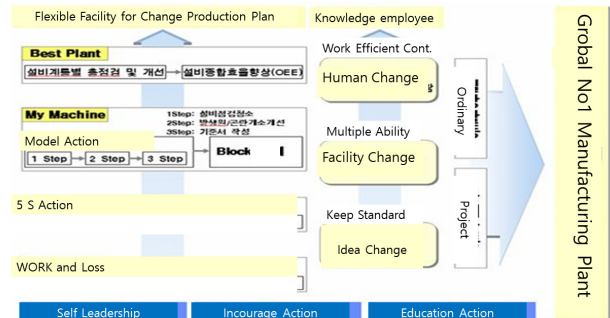 Flexible Facility for Change Production Plan
Knowledge employee
Best Plant
설비계통별 총점검 및 개선
설비종합효율향상(OEE)
My Machine
1Step: 설비점검청소
2Step: 발생원/곤란개소개선
3Step: 기준서 작성
Model Action
1 Step
2 Step
3 Step
Block
5 S Action
WORK and Loss
Work Efficient Cont.
Human Change
Multiple Ability
Facility Change
Keep Standard
Idea Change
Ordinary
Project
Grobal No1 Manufacturing Plant
Self Leadership
Incourage Action
Education Action